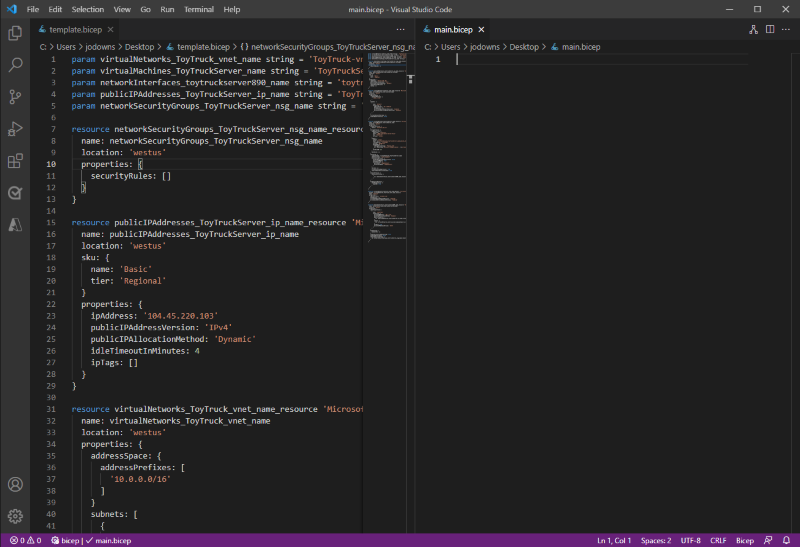 File Edit Selection View Go Run Terminal Help
main.bicep - Visual Studio Code
template.bicep
C: > Users > jodowns > Desktop > template.bicep > {} networkSecurityGroups_ToyTruckServer_nsg_na
1 param virtualNetworks_ToyTruck_vnet_name string = 'ToyTruck-vn
2 param virtualMachines_ToyTruckServer_name string = 'ToyTruckSer
3 param networkInterfaces_toytruckserver890_name string = 'toytr
4 param publicIPAddresses_ToyTruckServer_ip_name string = 'ToyT
5 param networkSecurityGroups_ToyTruckServer_nsg_name string = '
6
7 resource networkSecurityGroups_ToyTruckServer_nsg_name_resourc
8 name: networkSecurityGroups_ToyTruckServer_nsg_name
9 location: 'westus'
10 properties: {
11 securityRules: []
12 }
13 }
14
15 resource publicIPAddresses_ToyTruckServer_ip_name_resource 'Mi
16 name: publicIPAddresses_ToyTruckServer_ip_name
17 location: 'westus'
18 sku: {
19 name: 'Basic'
20 tier: 'Regional'
21 }
22 properties: {
23 ipAddress: '104.45.220.103'
24 publicIPAddressVersion: 'IPv4'
25 publicIPAllocationMethod: 'Dynamic'
26 idleTimeoutInMinutes: 4
27 ipTags: []
28 }
29 }
30
31 resource virtualNetworks_ToyTruck_vnet_name_resource 'Microsof
32 name: virtualNetworks_ToyTruck_vnet_name
33 location: 'westus'
34 properties: {
35 addressSpace: {
36 addressPrefixes: [
37 '10.0.0.0/16'
38 ]
39 }
40 subnets: [
41 {
main.bicep
C: > Users > jodowns > Desktop > main.bicep
1
0 0 bicep | main.bicep
Ln 1, Col 1 Spaces: 2 UTF-8 CRLF Bicep